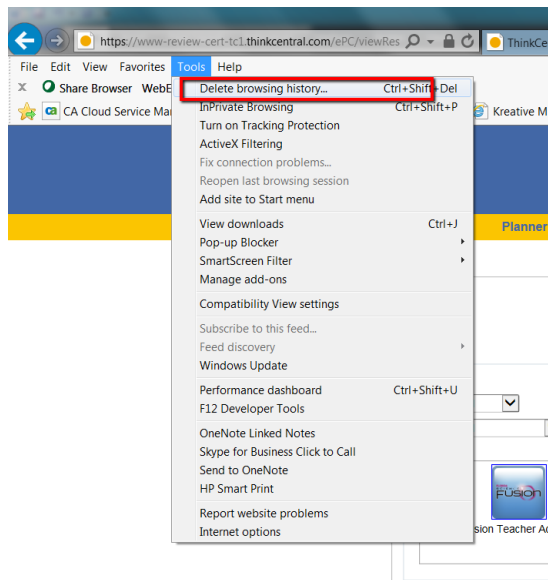 https://www-review-cert-tc1.thinkcentral.com/ePC/viewRes
ThinkCe
File Edit View Favorites Tools Help
x Share Browser WebE
CA Cloud Service Ma
Kreative M
Delete browsing history... Ctrl+Shift+Del
InPrivate Browsing Ctrl+Shift+P
Turn on Tracking Protection
ActiveX Filtering
Fix connection problems...
Reopen last browsing session
Add site to Start menu
View downloads Ctrl+J
Planner
Pop-up Blocker
SmartScreen Filter
Manage add-ons
Compatibility View settings
Subscribe to this feed...
Feed discovery
Windows Update
Performance dashboard Ctrl+Shift+U
F12 Developer Tools
OneNote Linked Notes
Skype for Business Click to Call
Send to OneNote
HP Smart Print
Report website problems
Internet options
FUSION
sion Teacher Ad